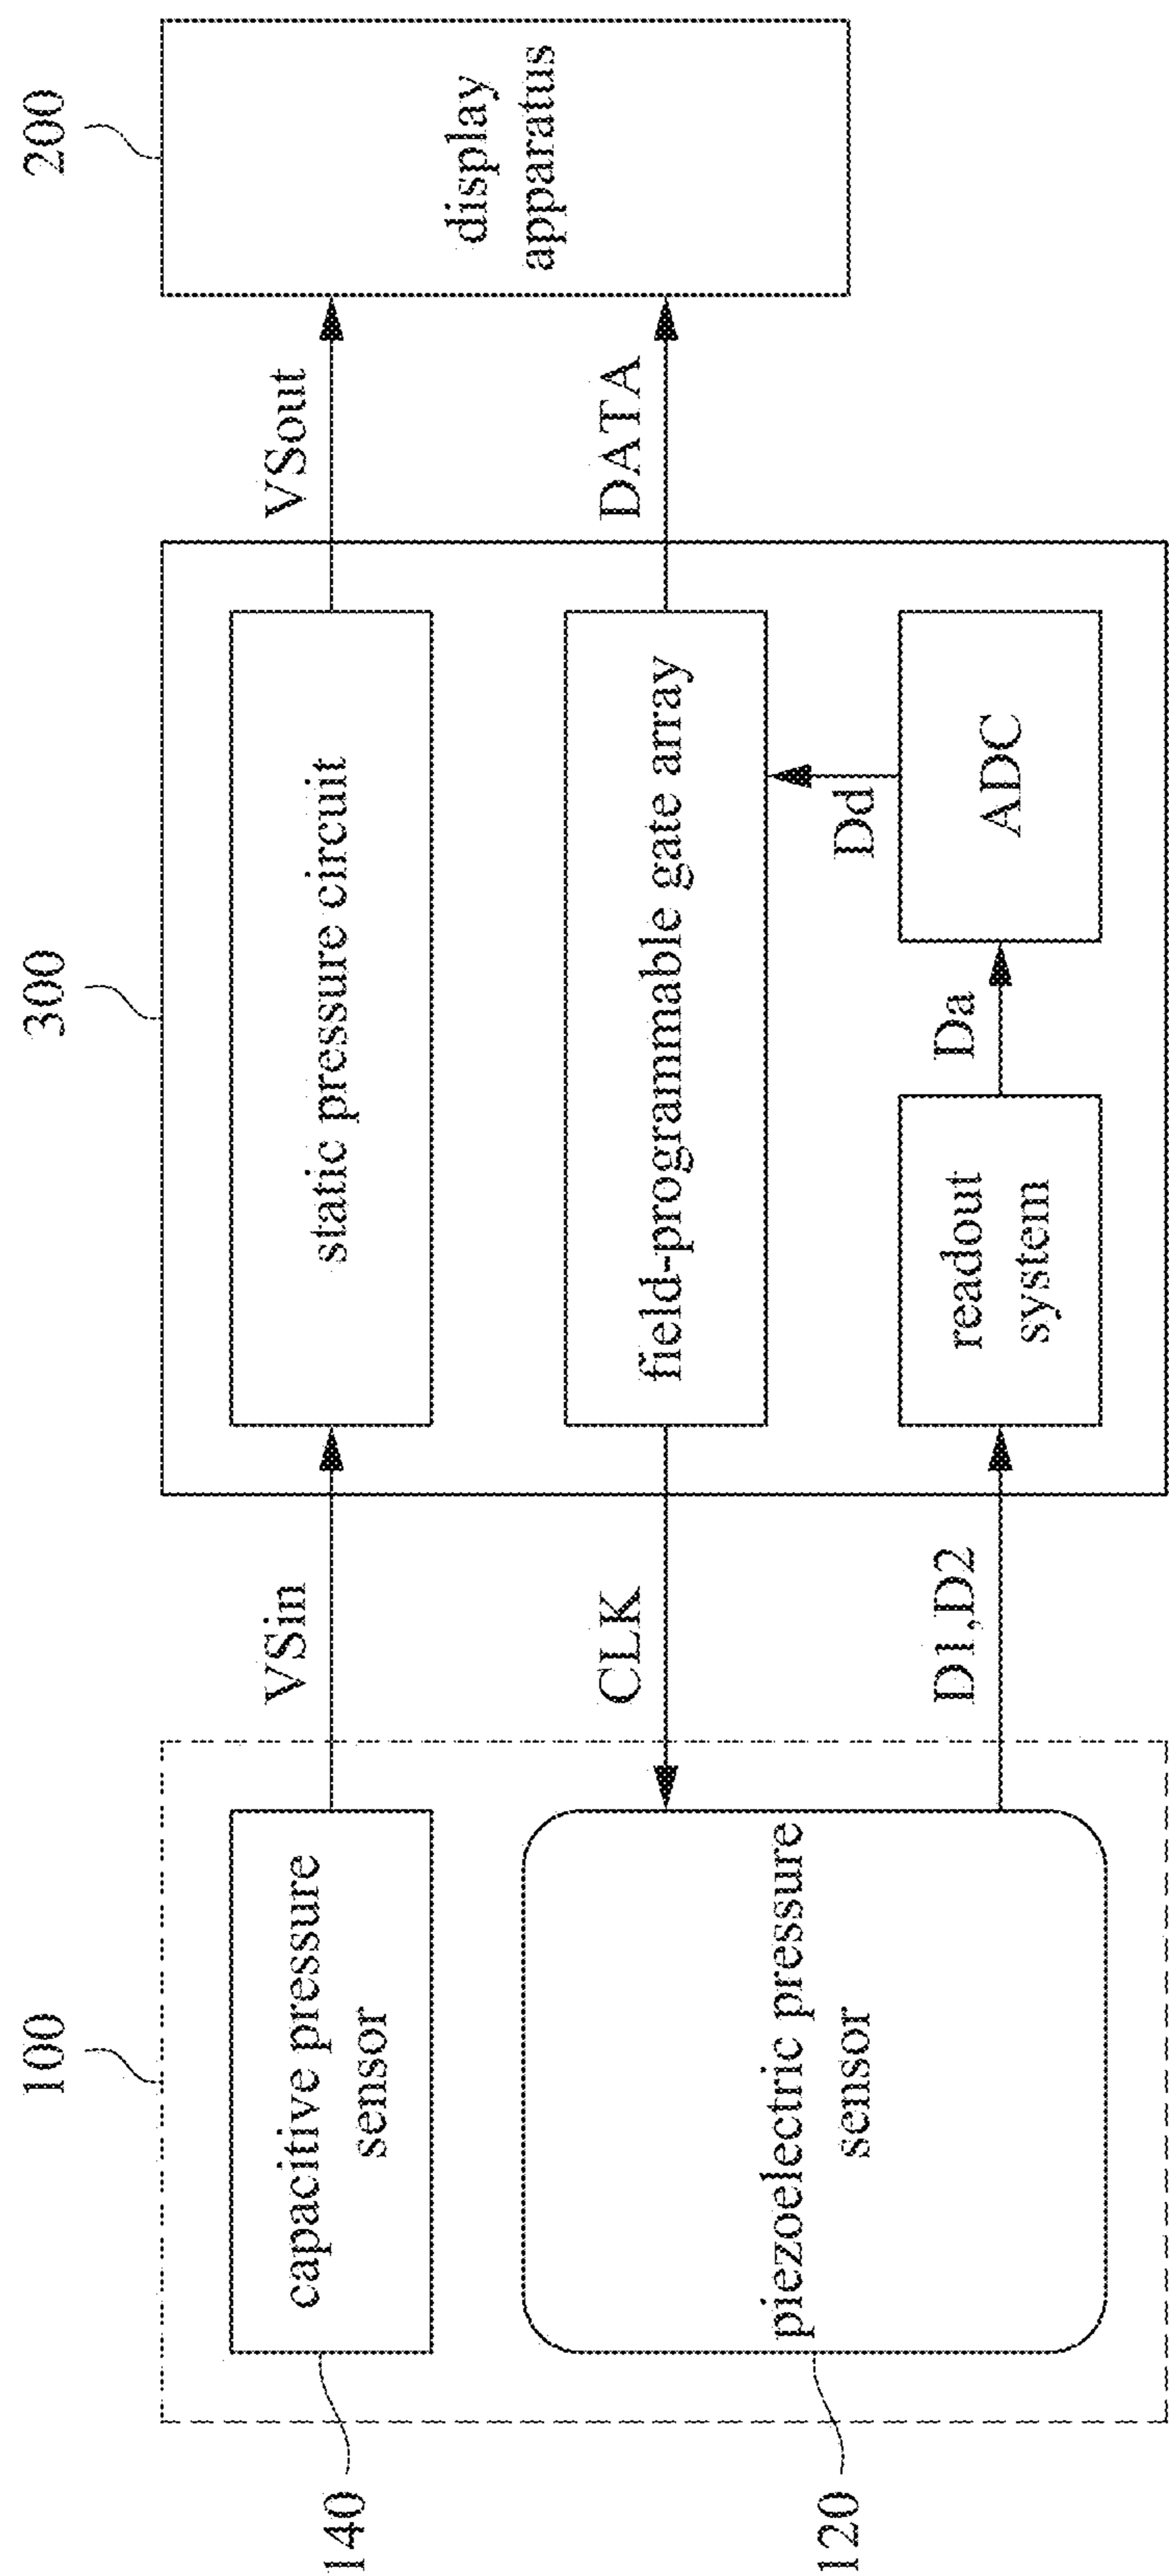 100
300
200
140
capacitive pressure
sensor
VSin
static pressure circuit
VSout
display
apparatus
120
piezoelectric pressure
sensor
CLK
field-programmable gate array
DATA
D1,D2
readout
system
Da
ADC
Dd